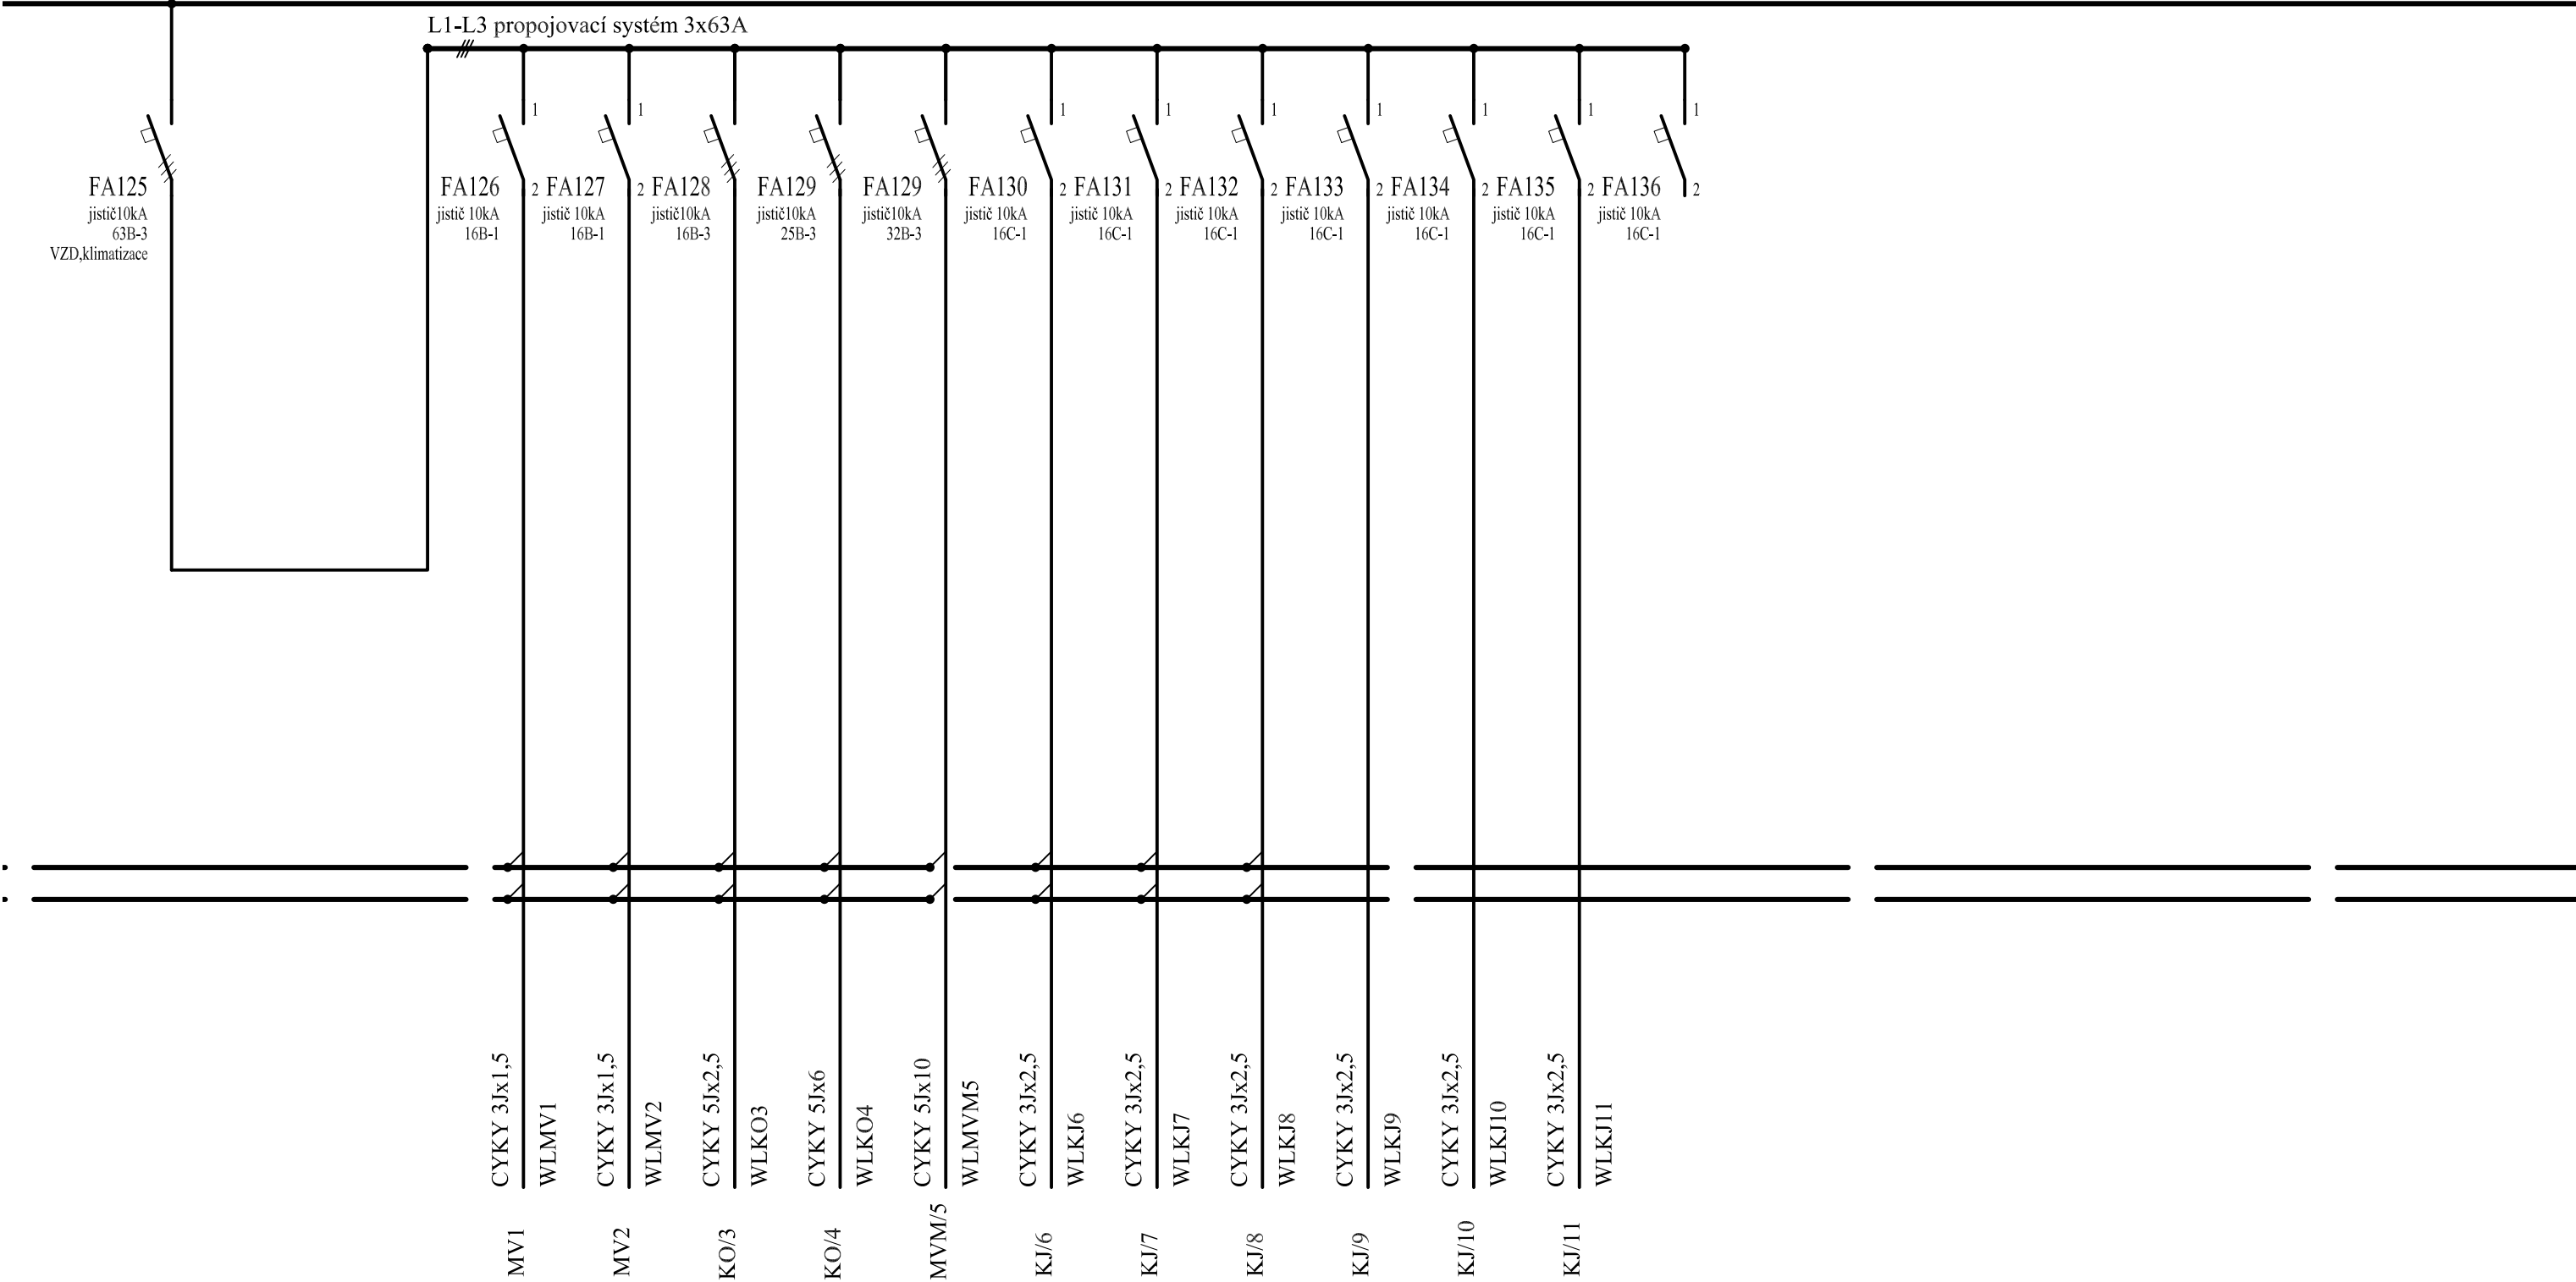 L1-L3 propojovací systém 3x63A
FA125
jistič10kA
63B-3
VZD,klimatizace
1
2
FA126
jistič 10kA
16B-1
1
2
FA127
jistič 10kA
16B-1
FA128
jistič10kA
16B-3
FA129
jistič10kA
25B-3
FA129
jistič10kA
32B-3
1
2
FA130
jistič 10kA
16C-1
1
2
FA131
jistič 10kA
16C-1
1
2
FA132
jistič 10kA
16C-1
1
2
FA133
jistič 10kA
16C-1
1
2
FA134
jistič 10kA
16C-1
1
2
FA135
jistič 10kA
16C-1
1
2
FA136
jistič 10kA
16C-1
CYKY 3Jx1,5
WLMV1
MV1
CYKY 3Jx1,5
WLMV2
MV2
CYKY 5Jx2,5
WLKO3
KO/3
CYKY 5Jx6
WLKO4
KO/4
CYKY 5Jx10
WLMVM5
MVM/5
CYKY 3Jx2,5
WLKJ6
KJ/6
CYKY 3Jx2,5
WLKJ7
KJ/7
CYKY 3Jx2,5
WLKJ8
KJ/8
CYKY 3Jx2,5
WLKJ9
KJ/9
CYKY 3Jx2,5
WLKJ10
KJ/10
CYKY 3Jx2,5
WLKJ11
KJ/11